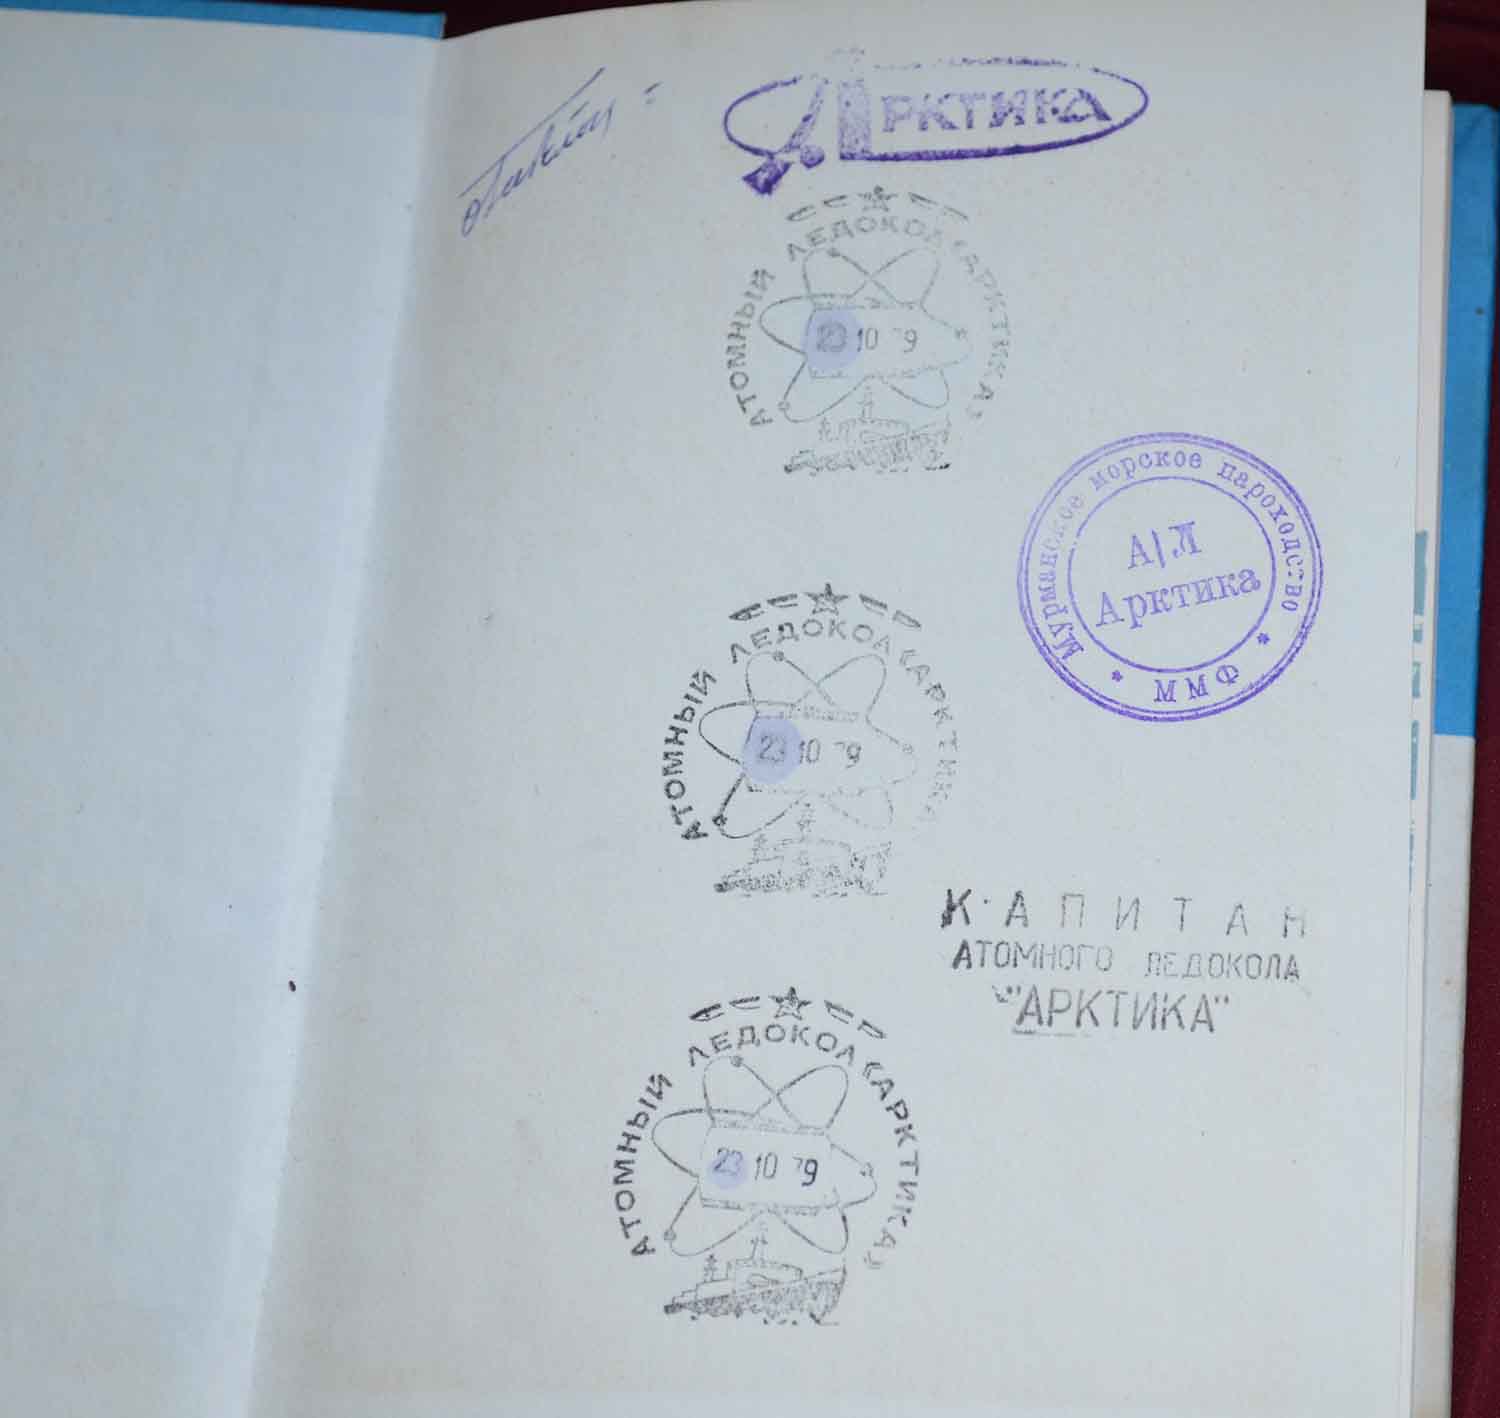 АРКТИКА
АТОМНЫЙ ЛЕДОКОЛ «АРКТИКА»
23 10 79
Мурманское морское пароходство
А/Л
Арктика
* ММФ *
АТОМНЫЙ ЛЕДОКОЛ «АРКТИКА»
23 10 79
КАПИТАН
АТОМНОГО ЛЕДОКОЛА
"АРКТИКА"
АТОМНЫЙ ЛЕДОКОЛ «АРКТИКА»
23 10 79